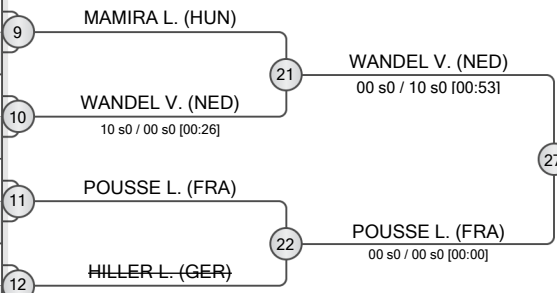 MAMIRA L. (HUN)
9
WANDEL V. (NED)
21
00 s0 / 10 s0 [00:53]
WANDEL V. (NED)
10
10 s0 / 00 s0 [00:26]
27
POUSSE L. (FRA)
11
POUSSE L. (FRA)
22
00 s0 / 00 s0 [00:00]
HILLER L. (GER)
12